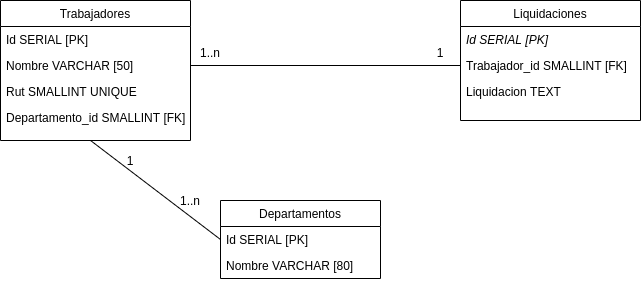 Trabajadores
Id SERIAL [PK]
Nombre VARCHAR [50]
Rut SMALLINT UNIQUE
Departamento_id SMALLINT [FK]
1..n
1
Liquidaciones
Id SERIAL [PK]
Trabajador_id SMALLINT [FK]
Liquidacion TEXT
1
1..n
Departamentos
Id SERIAL [PK]
Nombre VARCHAR [80]